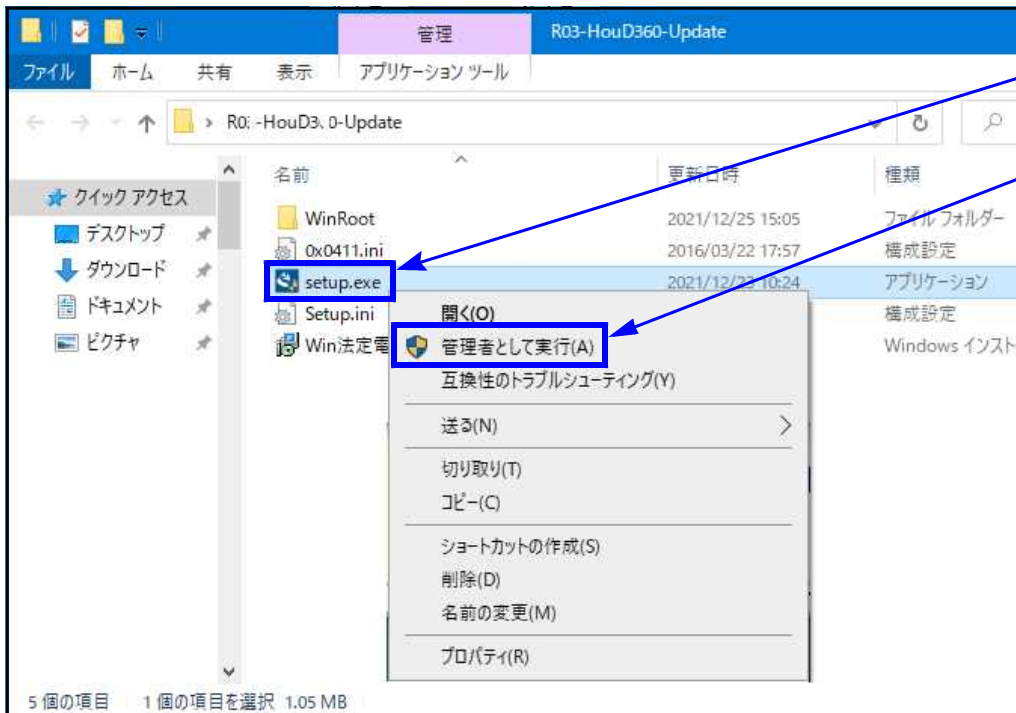 管理
R03-HouD360-Update
ファイル ホーム 共有 表示 アプリケーション ツール
-HouD3 0-Update
名前 更新日時 種類
クイック アクセス
デスクトップ
ダウンロード
ドキュメント
ピクチャ
WinRoot 2021/12/25 15:05 ファイル フォルダー
0x0411.ini 2016/03/22 17:57 構成設定
setup.exe 2021/12/23 10:24 アプリケーション
Setup.ini 構成設定
Win法定電 Windows インスト
開く(O)
管理者として実行(A)
互換性のトラブルシューティング(Y)
送る(N)
切り取り(T)
コピー(C)
ショートカットの作成(S)
削除(D)
名前の変更(M)
プロパティ(R)
5 個の項目 1 個の項目を選択 1.05 MB